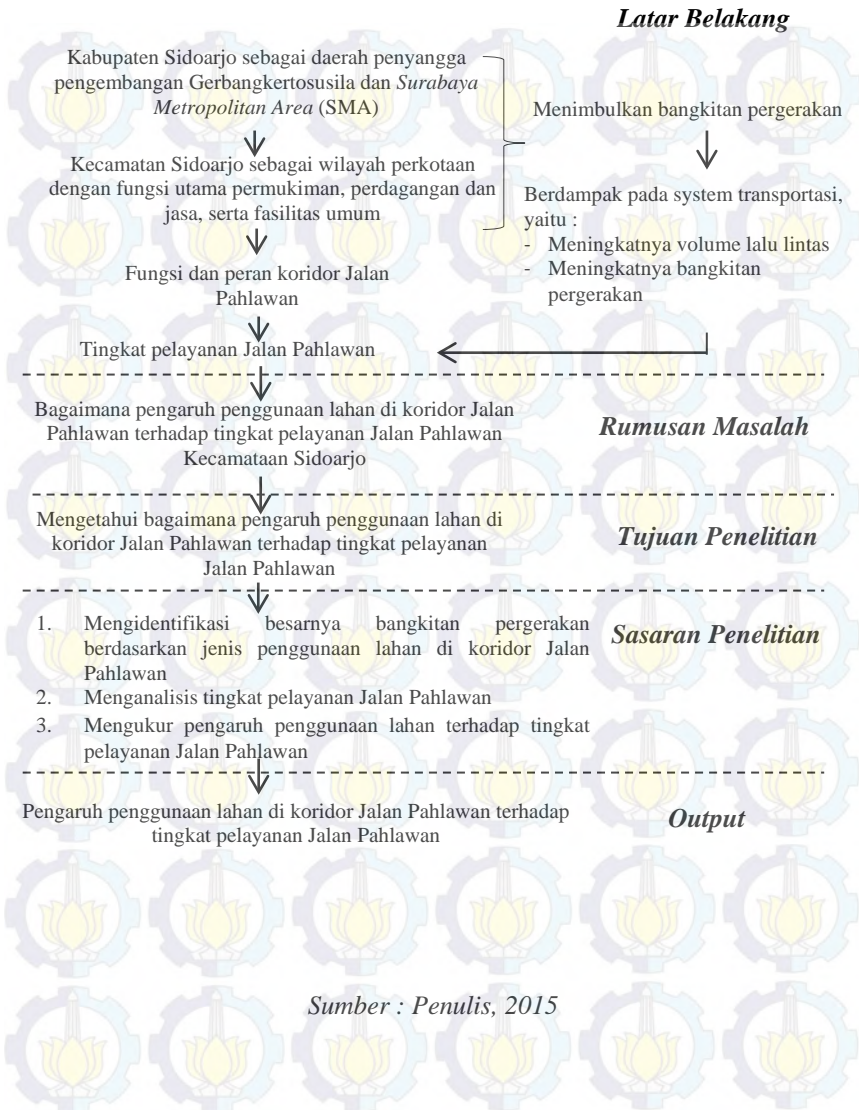 Latar Belakang
Kabupaten Sidoarjo sebagai daerah penyangga
pengembangan Gerbangkertosusila dan Surabaya
Metropolitan Area (SMA)
Kecamatan Sidoarjo sebagai wilayah perkotaan
dengan fungsi utama permukiman, perdagangan dan
jasa, serta fasilitas umum
Fungsi dan peran koridor Jalan
Pahlawan
Tingkat pelayanan Jalan Pahlawan
Menimbulkan bangkitan pergerakan
Berdampak pada system transportasi,
yaitu :
- Meningkatnya volume lalu lintas
- Meningkatnya bangkitan
pergerakan
Bagaimana pengaruh penggunaan lahan di koridor Jalan
Pahlawan terhadap tingkat pelayanan Jalan Pahlawan
Kecamataan Sidoarjo
Rumusan Masalah
Mengetahui bagaimana pengaruh penggunaan lahan di
koridor Jalan Pahlawan terhadap tingkat pelayanan
Jalan Pahlawan
Tujuan Penelitian
1. Mengidentifikasi besarnya bangkitan pergerakan
berdasarkan jenis penggunaan lahan di koridor Jalan
Pahlawan
2. Menganalisis tingkat pelayanan Jalan Pahlawan
3. Mengukur pengaruh penggunaan lahan terhadap tingkat
pelayanan Jalan Pahlawan
Sasaran Penelitian
Pengaruh penggunaan lahan di koridor Jalan Pahlawan terhadap
tingkat pelayanan Jalan Pahlawan
Output
Sumber : Penulis, 2015